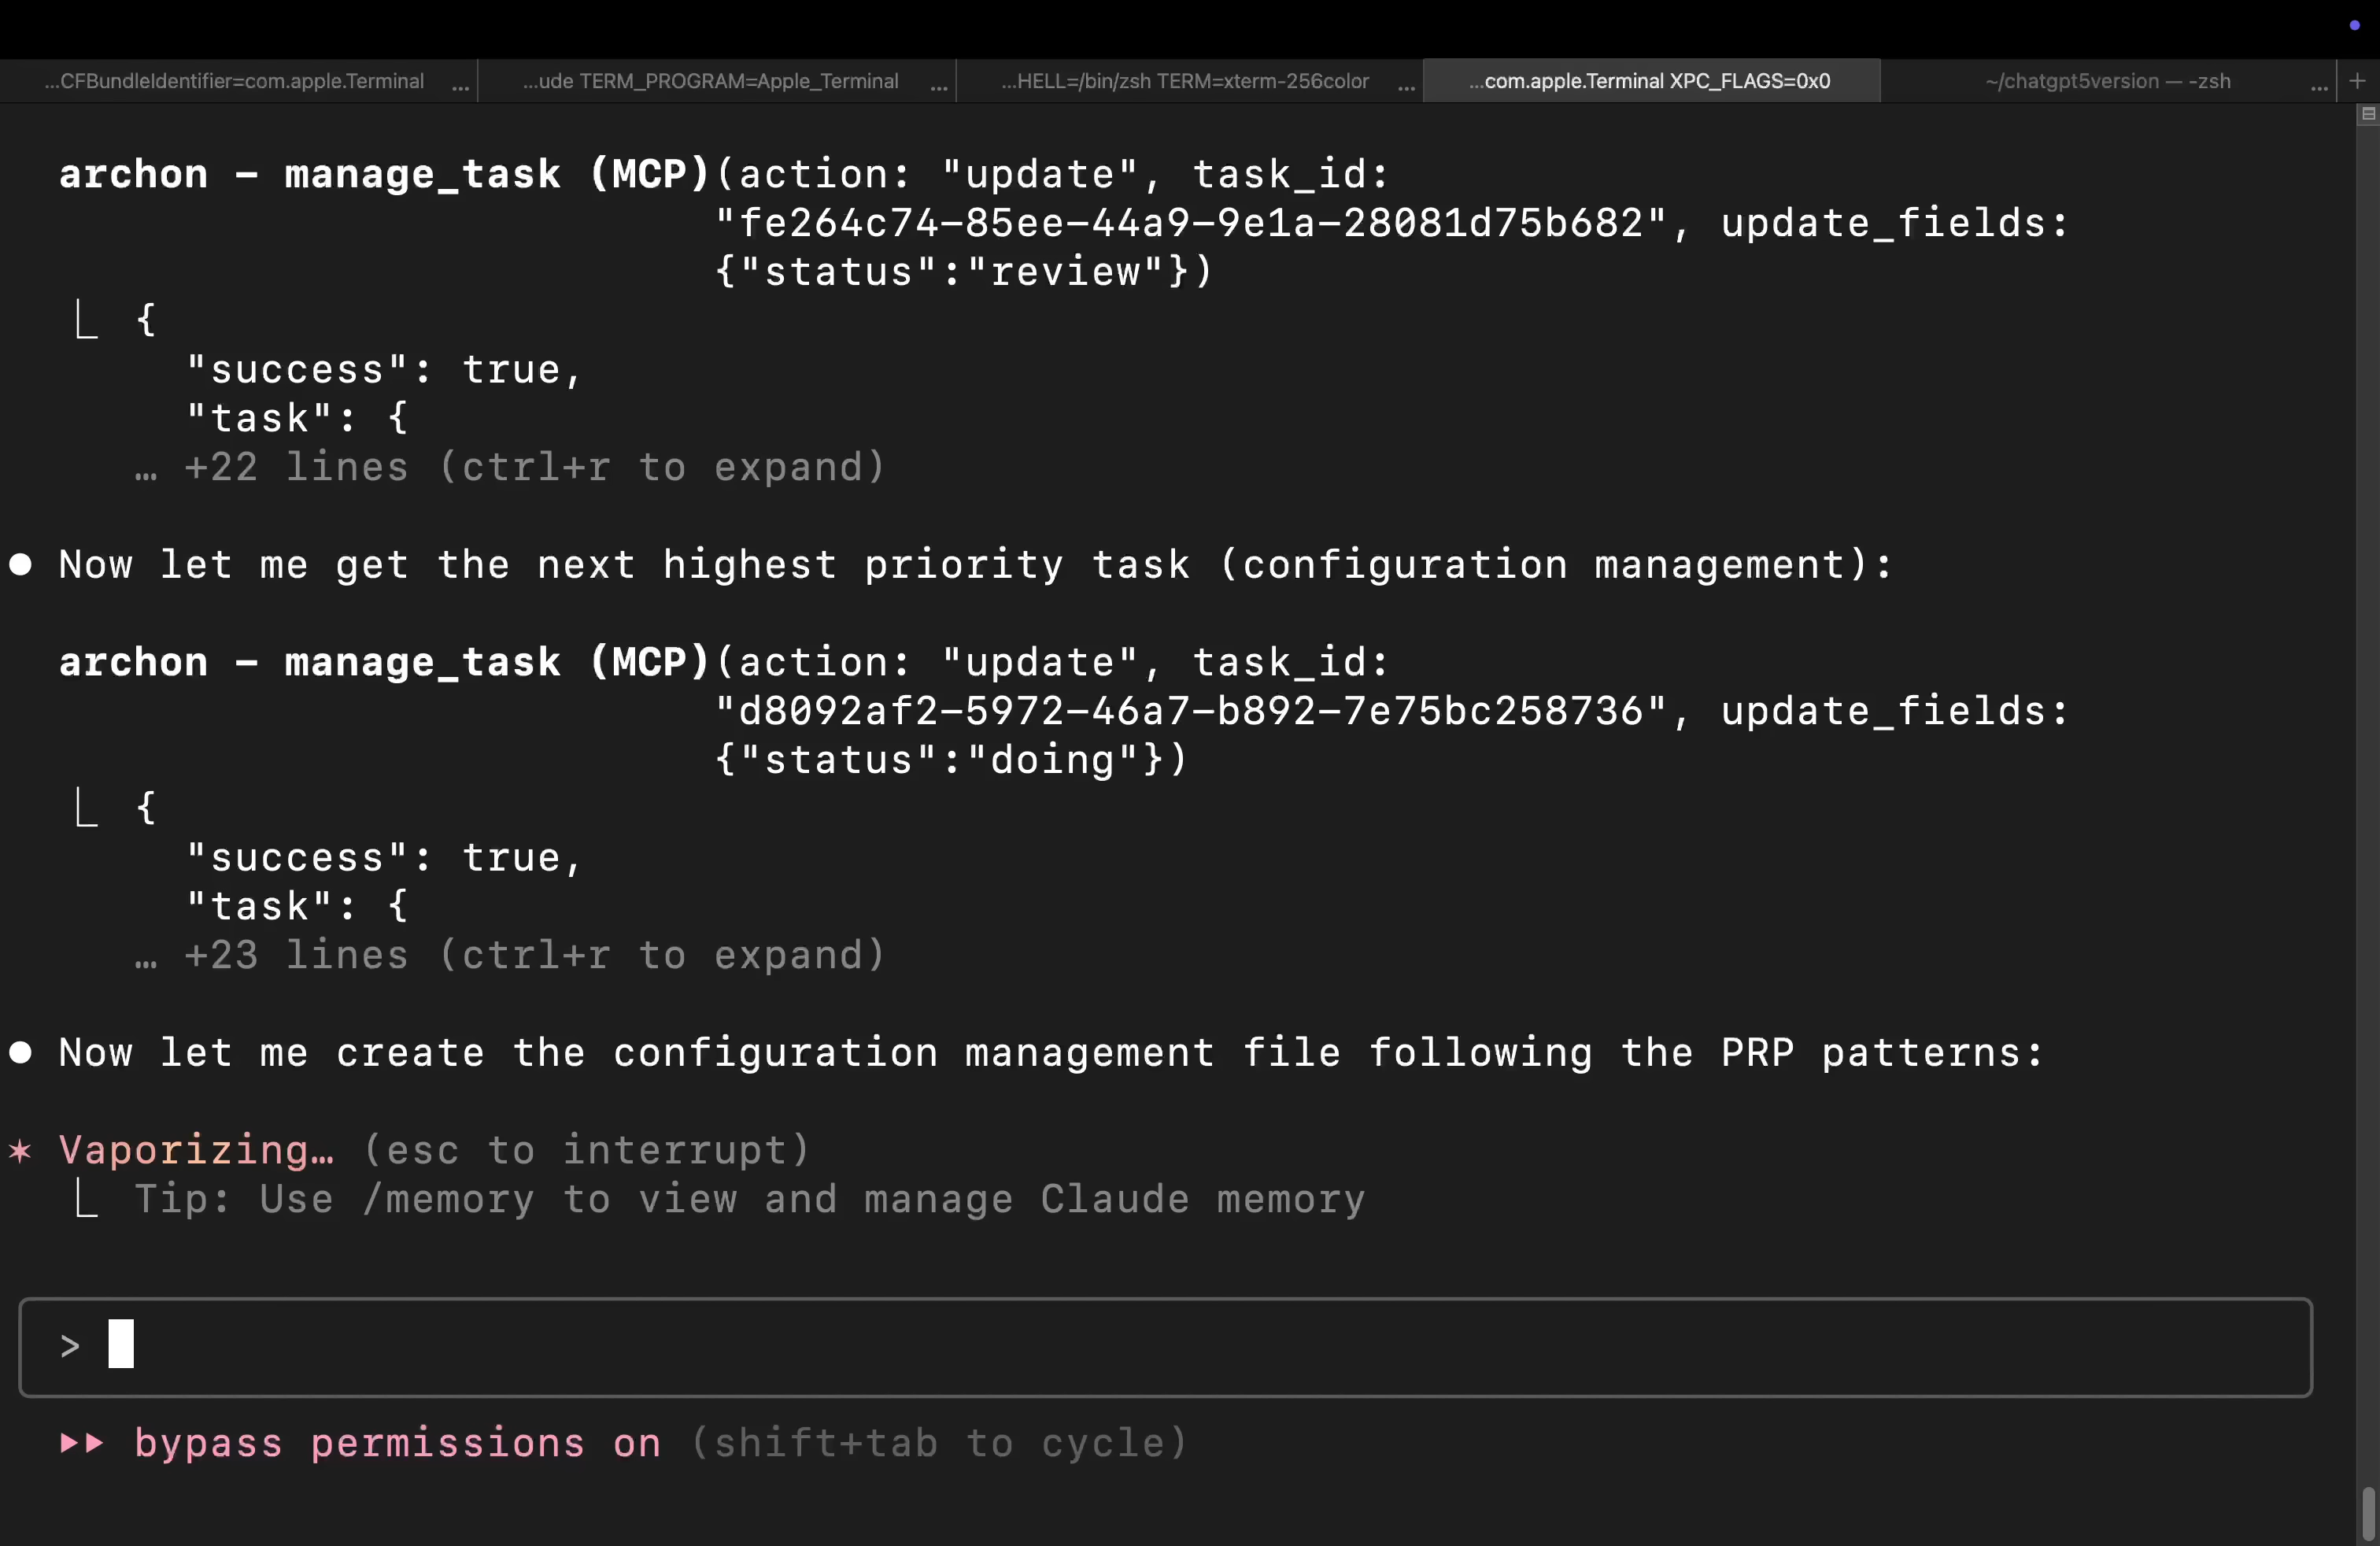 ...CFBundleIdentifier=com.apple.Terminal ... ...ude TERM_PROGRAM=Apple_Terminal ... ...HELL=/bin/zsh TERM=xterm-256color ... ...com.apple.Terminal XPC_FLAGS=0x0 ~/chatgpt5version — -zsh ... +
archon - manage_task (MCP)(action: "update", task_id:
"fe264c74-85ee-44a9-9e1a-28081d75b682", update_fields:
{"status":"review"})
⎿ {
"success": true,
"task": {
… +22 lines (ctrl+r to expand)
● Now let me get the next highest priority task (configuration management):
archon - manage_task (MCP)(action: "update", task_id:
"d8092af2-5972-46a7-b892-7e75bc258736", update_fields:
{"status":"doing"})
⎿ {
"success": true,
"task": {
… +23 lines (ctrl+r to expand)
● Now let me create the configuration management file following the PRP patterns:
✶ Vaporizing… (esc to interrupt)
⎿ Tip: Use /memory to view and manage Claude memory
>
▶▶ bypass permissions on (shift+tab to cycle)